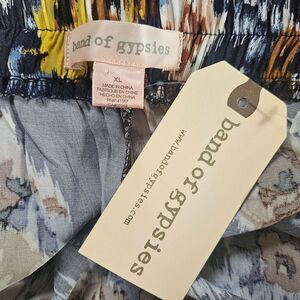 band of gypsies
XL
MADE IN CHINA
FABRIQUE EN CHINE
HECHO EN CHINA
band of gypsies
www.bandofgypsies.com